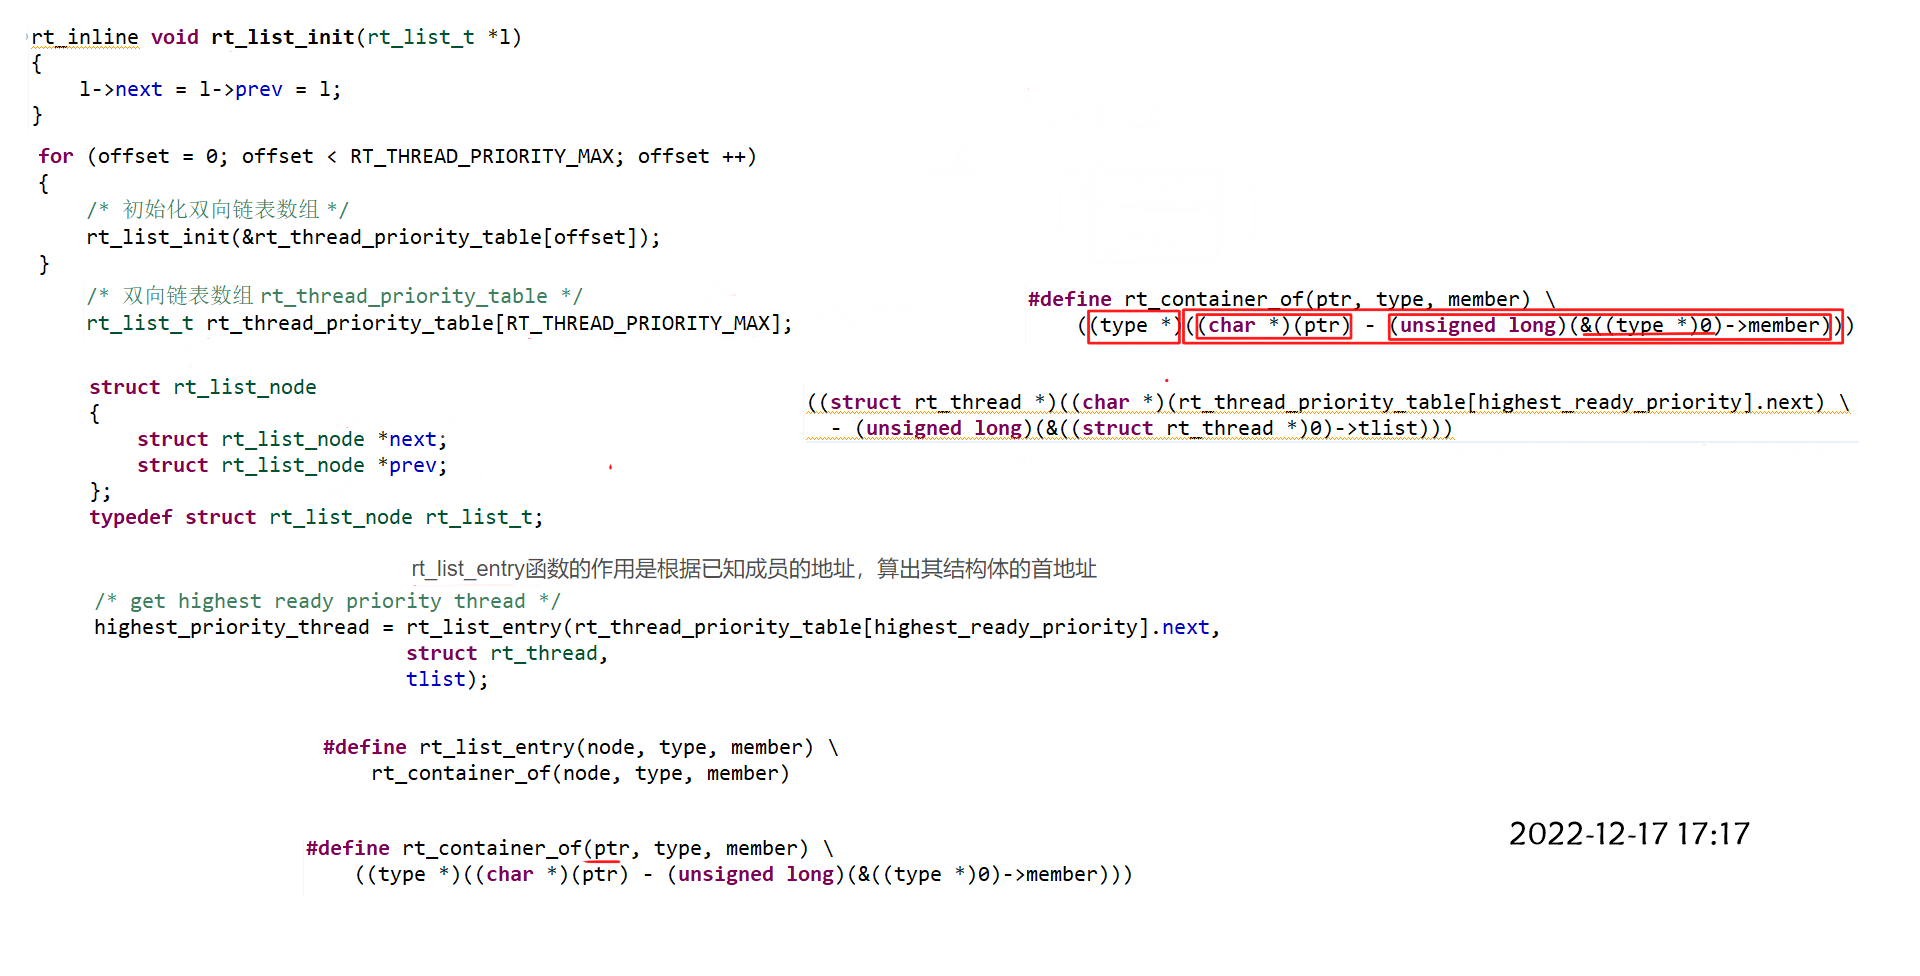 rt_inline void rt_list_init(rt_list_t *l)
{
    l->next = l->prev = l;
}
for (offset = 0; offset < RT_THREAD_PRIORITY_MAX; offset ++)
{
    /* 初始化双向链表数组 */
    rt_list_init(&rt_thread_priority_table[offset]);
}
/* 双向链表数组 rt_thread_priority_table */
rt_list_t rt_thread_priority_table[RT_THREAD_PRIORITY_MAX];
#define rt_container_of(ptr, type, member) \
    ((type *)((char *)(ptr) - (unsigned long)(&((type *)0)->member)))
((struct rt_thread *)((char *)(rt_thread_priority_table[highest_ready_priority].next) \
  - (unsigned long)(&((struct rt_thread *)0)->tlist)))
struct rt_list_node
{
    struct rt_list_node *next;
    struct rt_list_node *prev;
};
typedef struct rt_list_node rt_list_t;
rt_list_entry函数的作用是根据已知成员的地址，算出其结构体的首地址
/* get highest ready priority thread */
highest_priority_thread = rt_list_entry(rt_thread_priority_table[highest_ready_priority].next,
                          struct rt_thread,
                          tlist);
#define rt_list_entry(node, type, member) \
    rt_container_of(node, type, member)
#define rt_container_of(ptr, type, member) \
    ((type *)((char *)(ptr) - (unsigned long)(&((type *)0)->member)))
2022-12-17 17:17